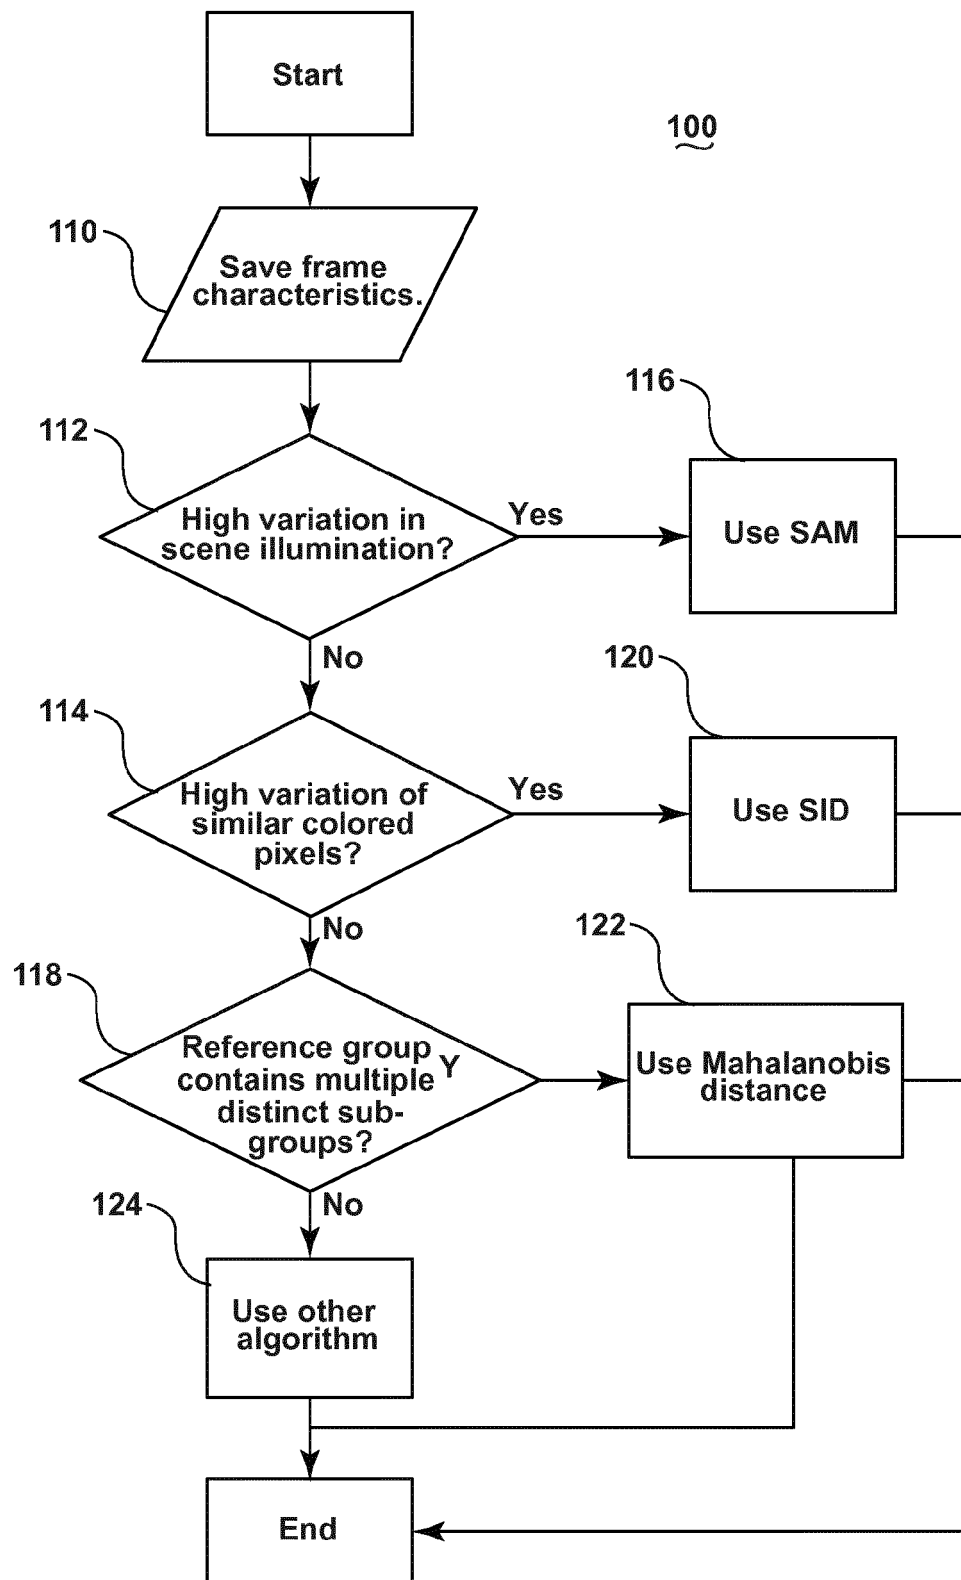 Start
100
110
Save frame
characteristics.
112
High variation in
scene illumination?
Yes
116
Use SAM
No
114
High variation of
similar colored
pixels?
Yes
120
Use SID
No
118
Reference group
contains multiple
distinct sub-
groups?
Y
122
Use Mahalanobis
distance
No
124
Use other
algorithm
End